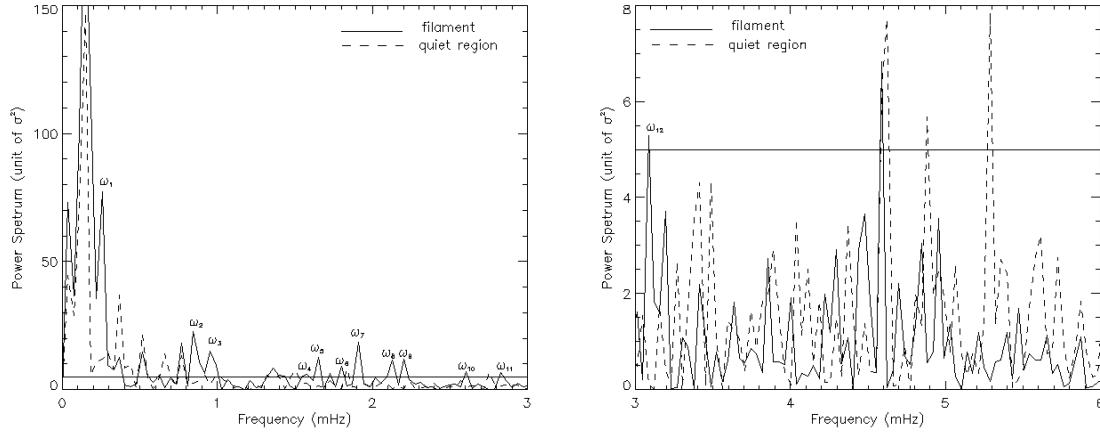 150
filament
quiet region
100
50
0
Power Spetrum (unit of σ²)
ω₁
ω₂
ω₃
ω₄
ω₅
ω₆
ω₇
ω₈
ω₉
ω₁₀
ω₁₁
0 1 2 3
Frequency (mHz)
8
filament
quiet region
6
4
2
0
Power Spetrum (unit of σ²)
ω₁₂
3 4 5 6
Frequency (mHz)